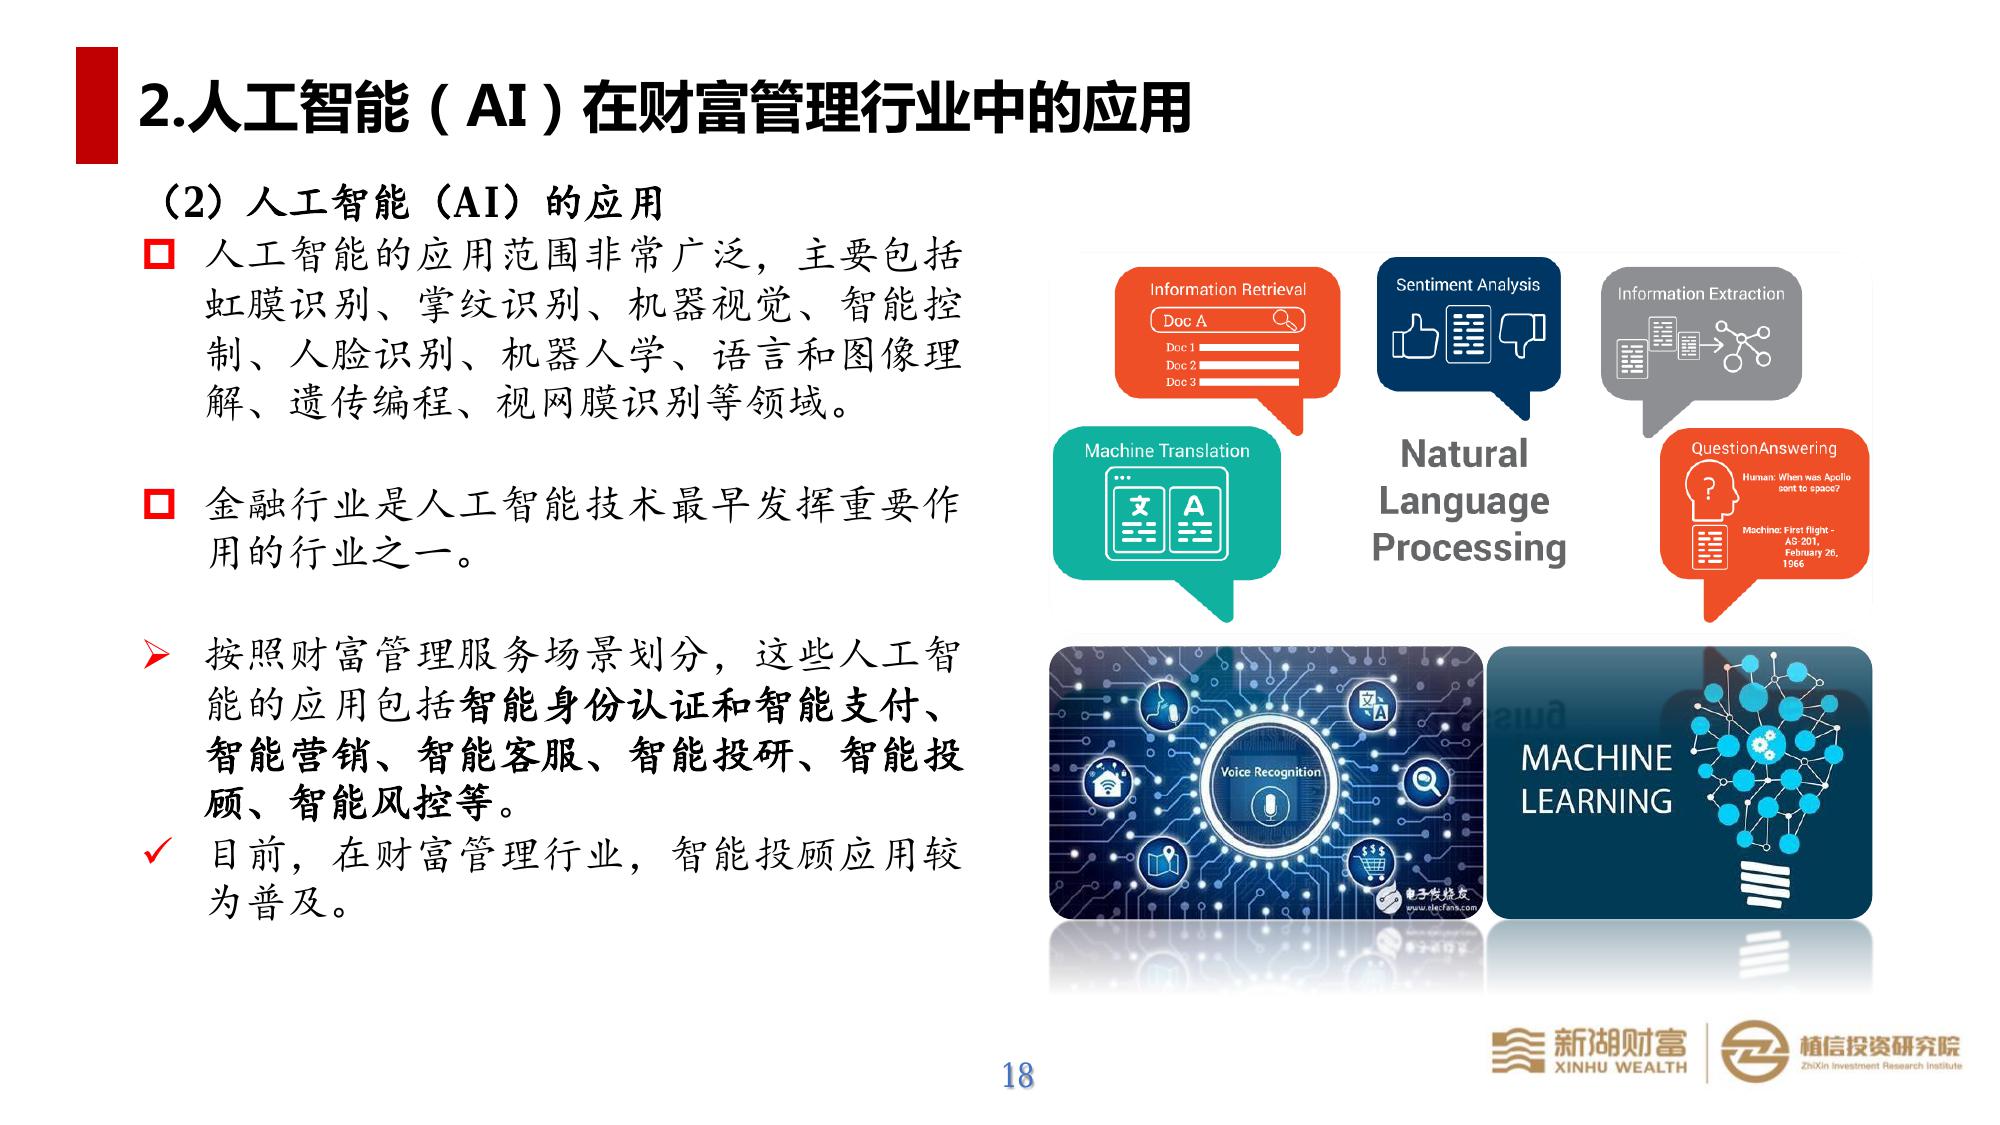 2.人工智能（AI）在财富管理行业中的应用
（2）人工智能（AI）的应用
人工智能的应用范围非常广泛，主要包括
虹膜识别、掌纹识别、机器视觉、智能控
制、人脸识别、机器人学、语言和图像理
解、遗传编程、视网膜识别等领域。
金融行业是人工智能技术最早发挥重要作
用的行业之一。
按照财富管理服务场景划分，这些人工智
能的应用包括智能身份认证和智能支付、
智能营销、智能客服、智能投研、智能投
顾、智能风控等。
目前，在财富管理行业，智能投顾应用较
为普及。
Information Retrieval
Doc A
Doc 1
Doc 2
Doc 3
Sentiment Analysis
Information Extraction
Machine Translation
文 A
Natural
Language
Processing
QuestionAnswering
?
Human: When was Apollo
sent to space?
Machine: First flight -
AS-201,
February 26,
1966
文 A
Voice Recognition
$$$
电子发烧友
www.elecfans.com
MACHINE
LEARNING
18
新湖财富
XINHU WEALTH
植信投资研究院
ZhiXin Investment Research Institute